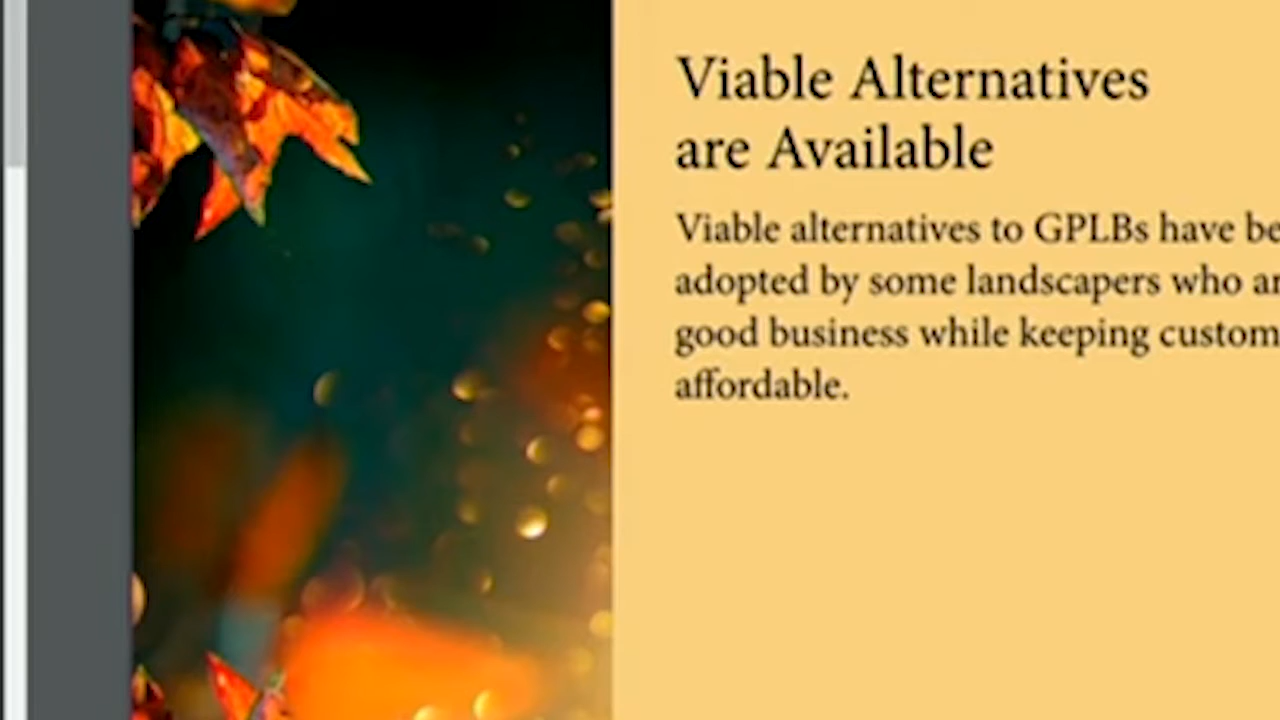 Viable Alternatives
are Available
Viable alternatives to GPLBs have be
adopted by some landscapers who ar
good business while keeping custom
affordable.